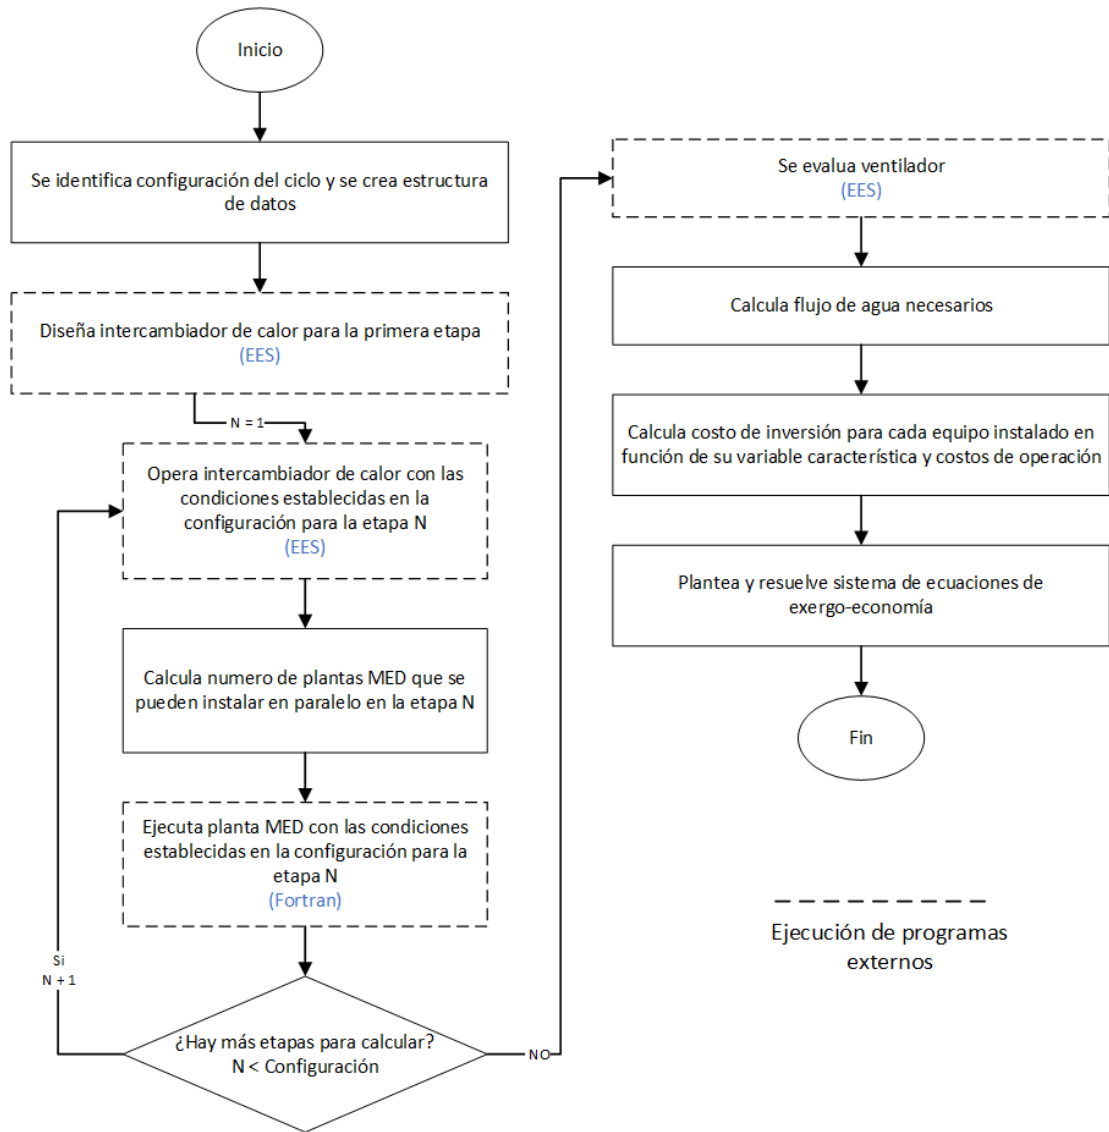 Inicio
Se identifica configuración del ciclo y se crea estructura
de datos
Diseña intercambiador de calor para la primera etapa
(EES)
N = 1
Opera intercambiador de calor con las
condiciones establecidas en la
configuración para la etapa N
(EES)
Calcula numero de plantas MED que se
pueden instalar en paralelo en la etapa N
Ejecuta planta MED con las condiciones
establecidas en la configuración para la
etapa N
(Fortran)
Si
N + 1
¿Hay más etapas para calcular?
N < Configuración
NO
Se evalua ventilador
(EES)
Calcula flujo de agua necesarios
Calcula costo de inversión para cada equipo instalado en
función de su variable característica y costos de operación
Plantea y resuelve sistema de ecuaciones de
exergo-economía
Fin
Ejecución de programas
externos